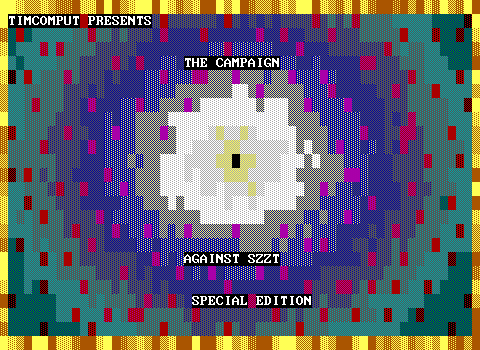 TIMCOMPUT PRESENTS
THE CAMPAIGN
AGAINST SZZT
SPECIAL EDITION